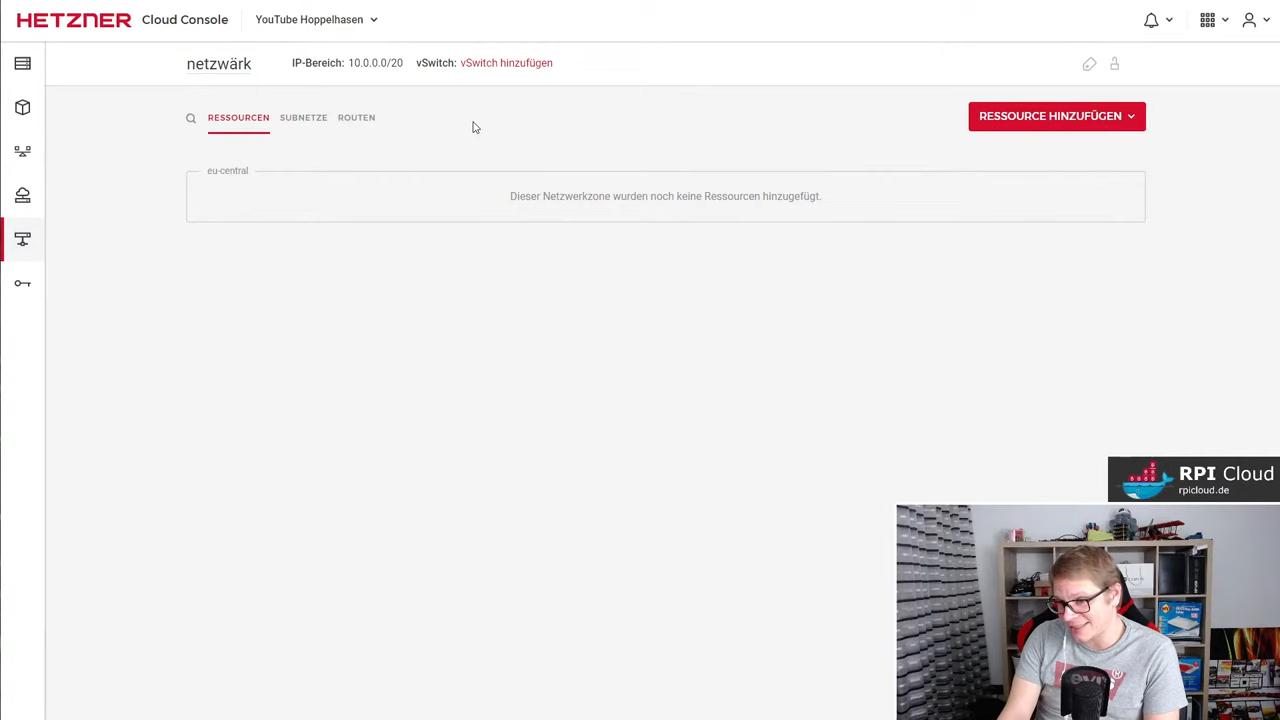 HETZNER Cloud Console YouTube Hoppelhasen
netzwärk IP-Bereich: 10.0.0.0/20 vSwitch: vSwitch hinzufügen
RESSOURCEN SUBNETZE ROUTEN RESSOURCE HINZUFÜGEN
eu-central
Dieser Netzwerkzone wurden noch keine Ressourcen hinzugefügt.
RPI Cloud
rpicloud.de
Levi's